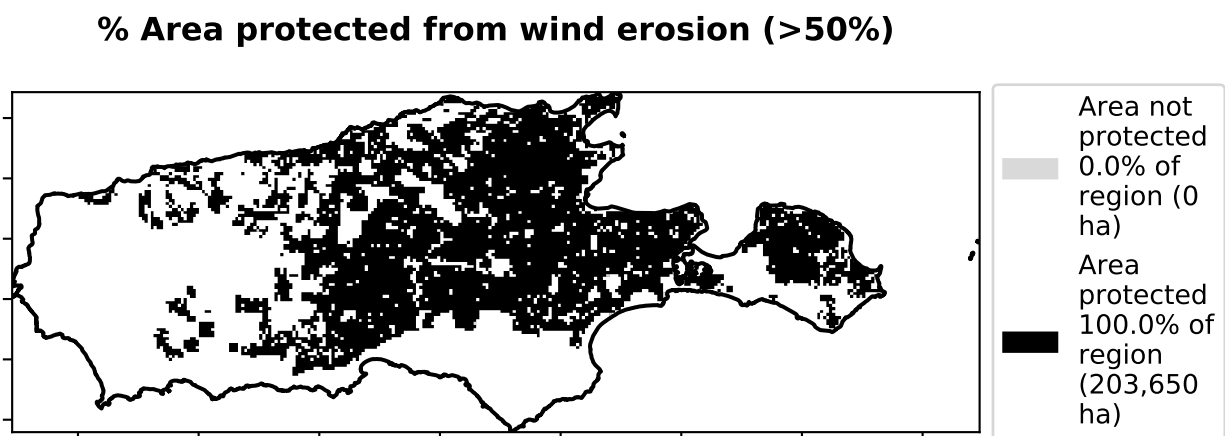 % Area protected from wind erosion (>50%)
Area not
protected
0.0% of
region (0
ha)
Area
protected
100.0% of
region
(203,650
ha)